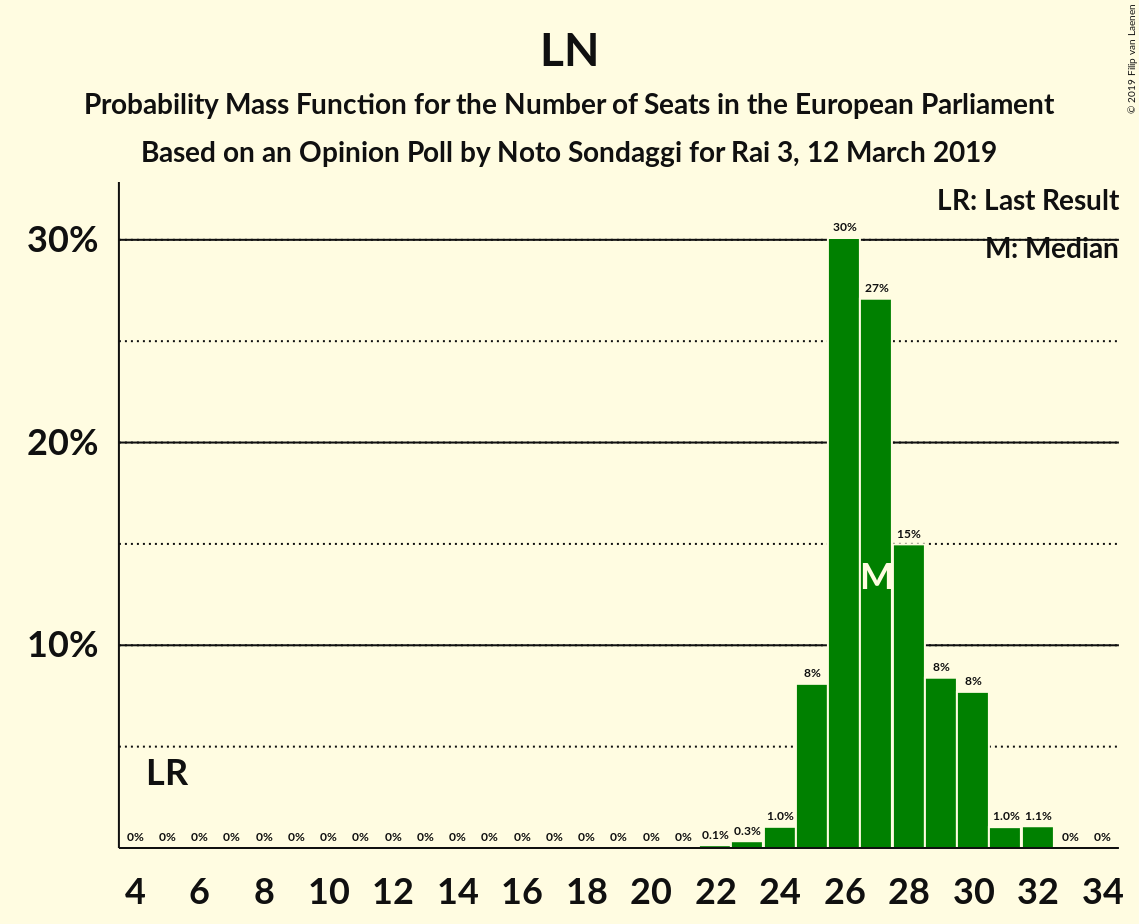 LN
Probability Mass Function for the Number of Seats in the European Parliament
Based on an Opinion Poll by Noto Sondaggi for Rai 3, 12 March 2019
© 2019 Filip van Laenen
LR: Last Result
M: Median
30%
20%
10%
30%
27%
15%
M
8%
8%
8%
LR
0% 0% 0% 0% 0% 0% 0% 0% 0% 0% 0% 0% 0% 0% 0% 0% 0% 0% 0.1% 0.3% 1.0% 1.0% 1.1% 0% 0%
4 6 8 10 12 14 16 18 20 22 24 26 28 30 32 34